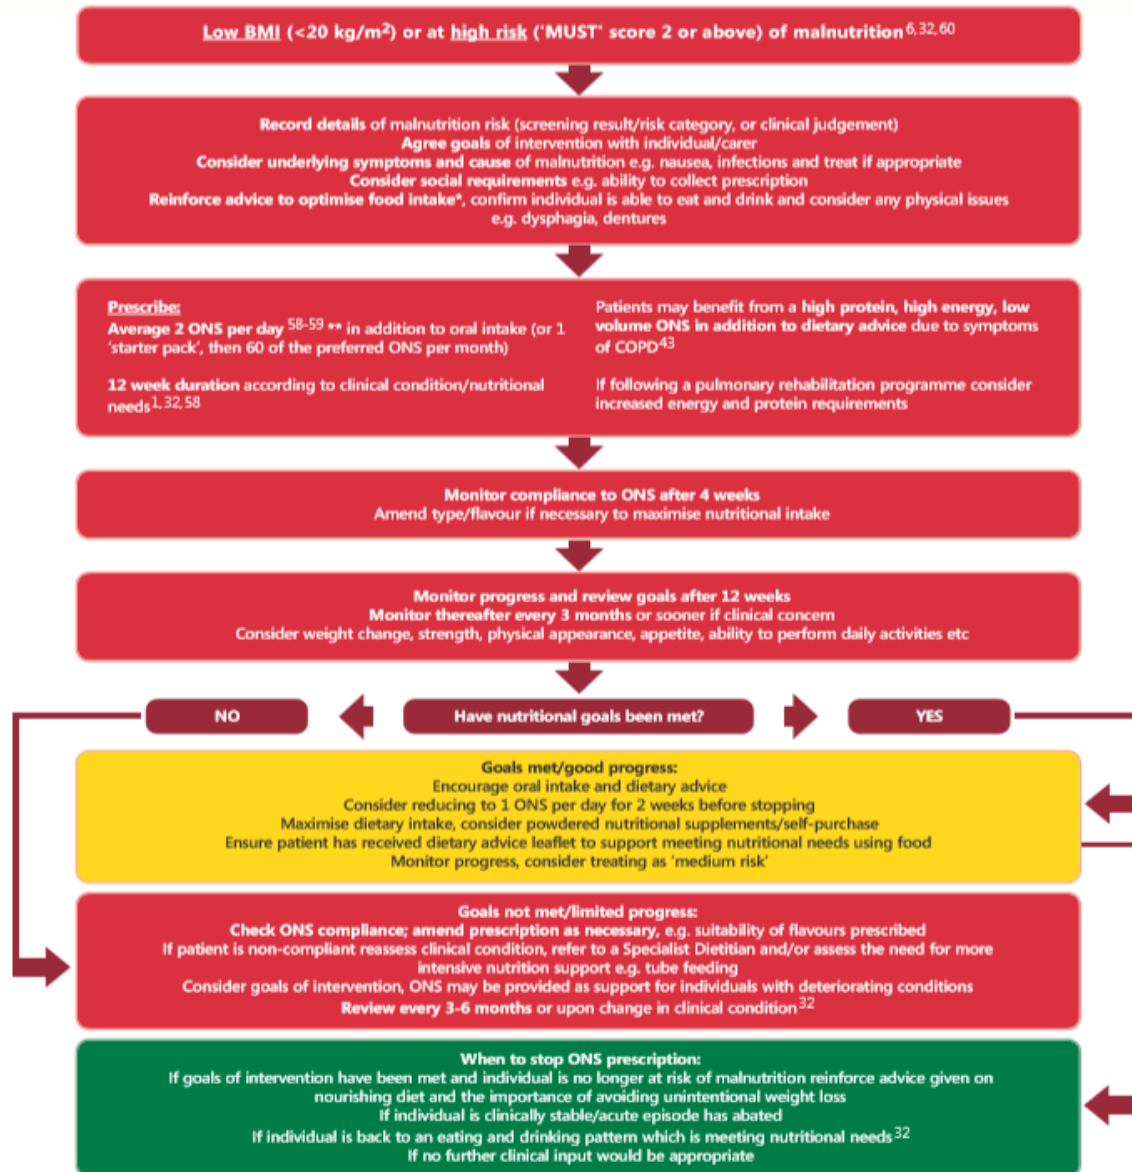 Low BMI (<20 kg/m2) or at high risk ('MUST' score 2 or above) of malnutrition6,32,60
Record details of malnutrition risk (screening result/risk category, or clinical judgement)
Agree goals of intervention with individual/carer
Consider underlying symptoms and cause of malnutrition e.g. nausea, infections and treat if appropriate
Consider social requirements e.g. ability to collect prescription
Reinforce advice to optimise food intake*, confirm individual is able to eat and drink and consider any physical issues
e.g. dysphagia, dentures
Prescribe:
Average 2 ONS per day 58-59 ** in addition to oral intake (or 1
'starter pack', then 60 of the preferred ONS per month)
12 week duration according to clinical condition/nutritional
needs1,32,58
Patients may benefit from a high protein, high energy, low
volume ONS in addition to dietary advice due to symptoms
of COPD43
If following a pulmonary rehabilitation programme consider
increased energy and protein requirements
Monitor compliance to ONS after 4 weeks
Amend type/flavour if necessary to maximise nutritional intake
Monitor progress and review goals after 12 weeks
Monitor thereafter every 3 months or sooner if clinical concern
Consider weight change, strength, physical appearance, appetite, ability to perform daily activities etc
NO
Have nutritional goals been met?
YES
Goals met/good progress:
Encourage oral intake and dietary advice
Consider reducing to 1 ONS per day for 2 weeks before stopping
Maximise dietary intake, consider powdered nutritional supplements/self-purchase
Ensure patient has received dietary advice leaflet to support meeting nutritional needs using food
Monitor progress, consider treating as 'medium risk'
Goals not met/limited progress:
Check ONS compliance; amend prescription as necessary, e.g. suitability of flavours prescribed
If patient is non-compliant reassess clinical condition, refer to a Specialist Dietitian and/or assess the need for more
intensive nutrition support e.g. tube feeding
Consider goals of intervention, ONS may be provided as support for individuals with deteriorating conditions
Review every 3-6 months or upon change in clinical condition32
When to stop ONS prescription:
If goals of intervention have been met and individual is no longer at risk of malnutrition reinforce advice given on
nourishing diet and the importance of avoiding unintentional weight loss
If individual is clinically stable/acute episode has abated
If individual is back to an eating and drinking pattern which is meeting nutritional needs32
If no further clinical input would be appropriate